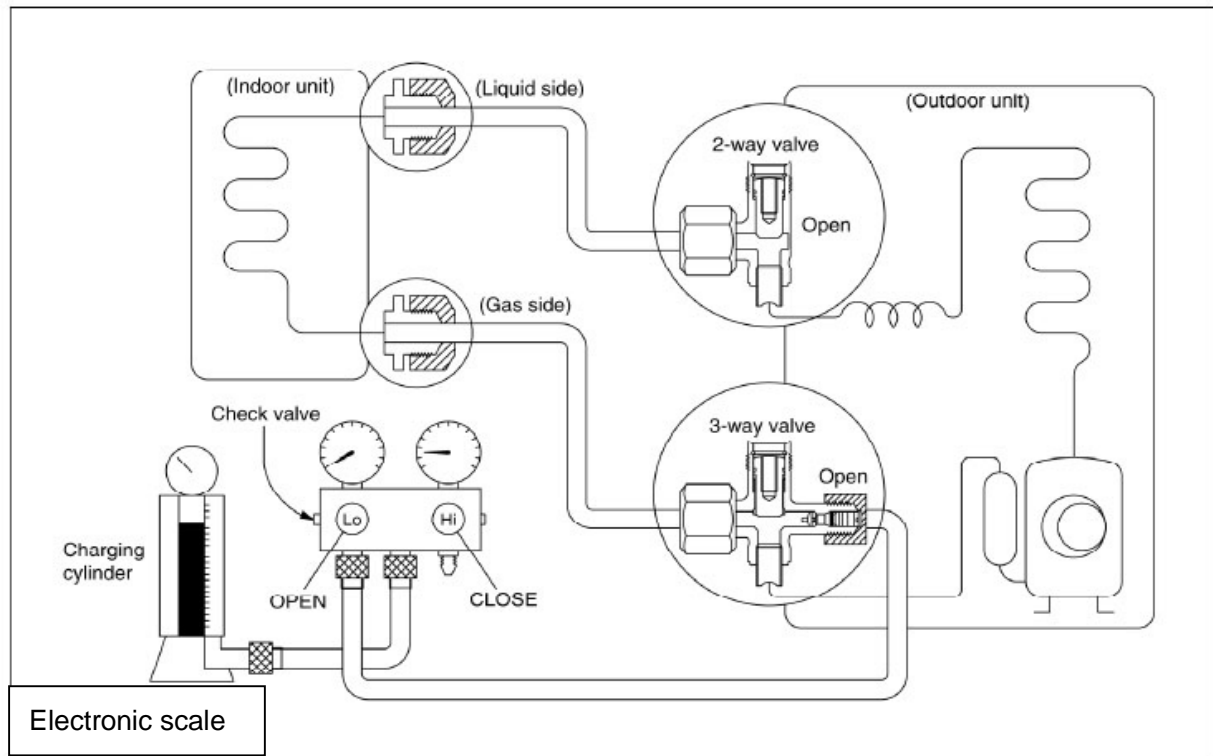 (Indoor unit)
(Liquid side)
(Outdoor unit)
2-way valve
Open
(Gas side)
Check valve
3-way valve
Open
Lo
Hi
Charging
cylinder
OPEN
CLOSE
Electronic scale